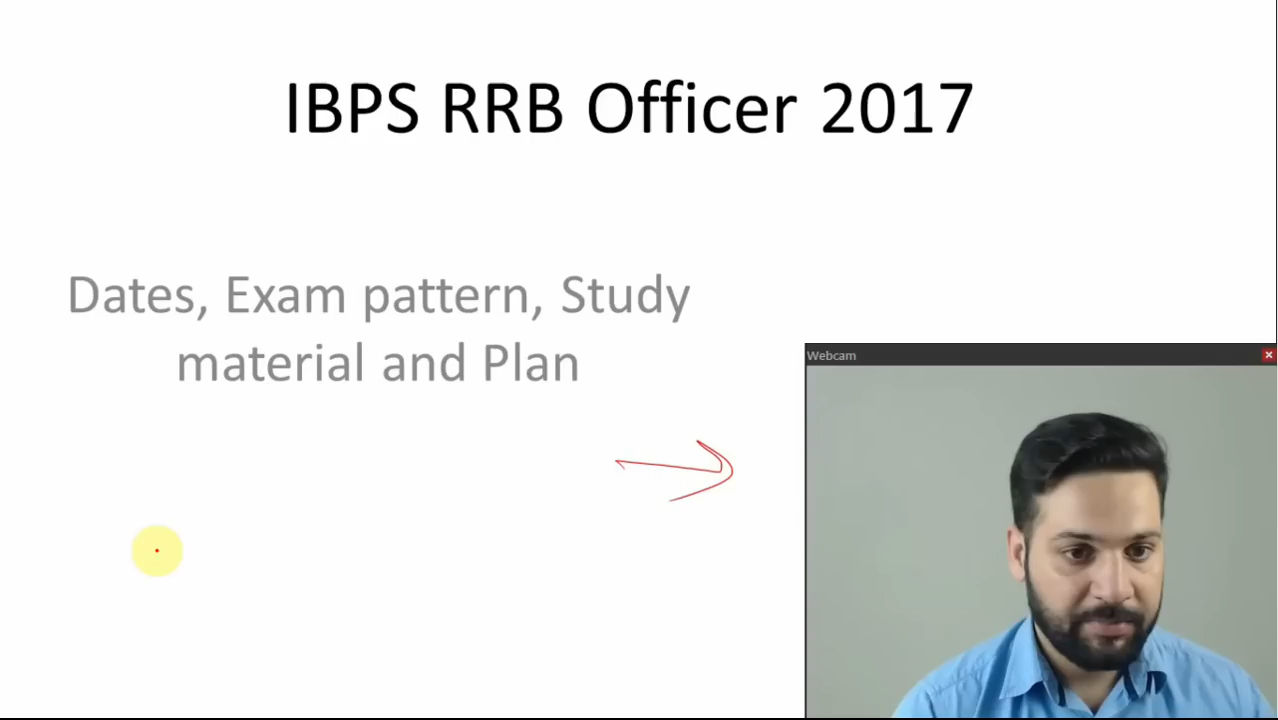 IBPS RRB Officer 2017
Dates, Exam pattern, Study
material and Plan
Webcam